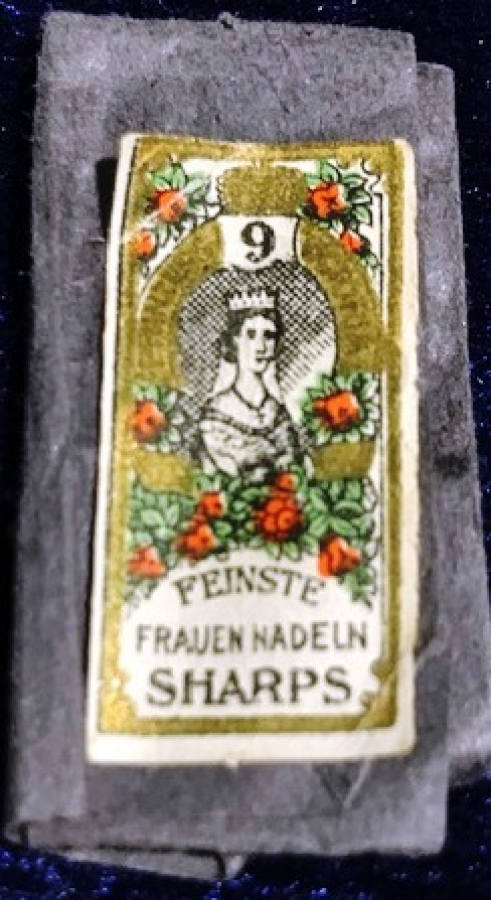 9
FEINSTE
FRAUEN NADELN
SHARPS